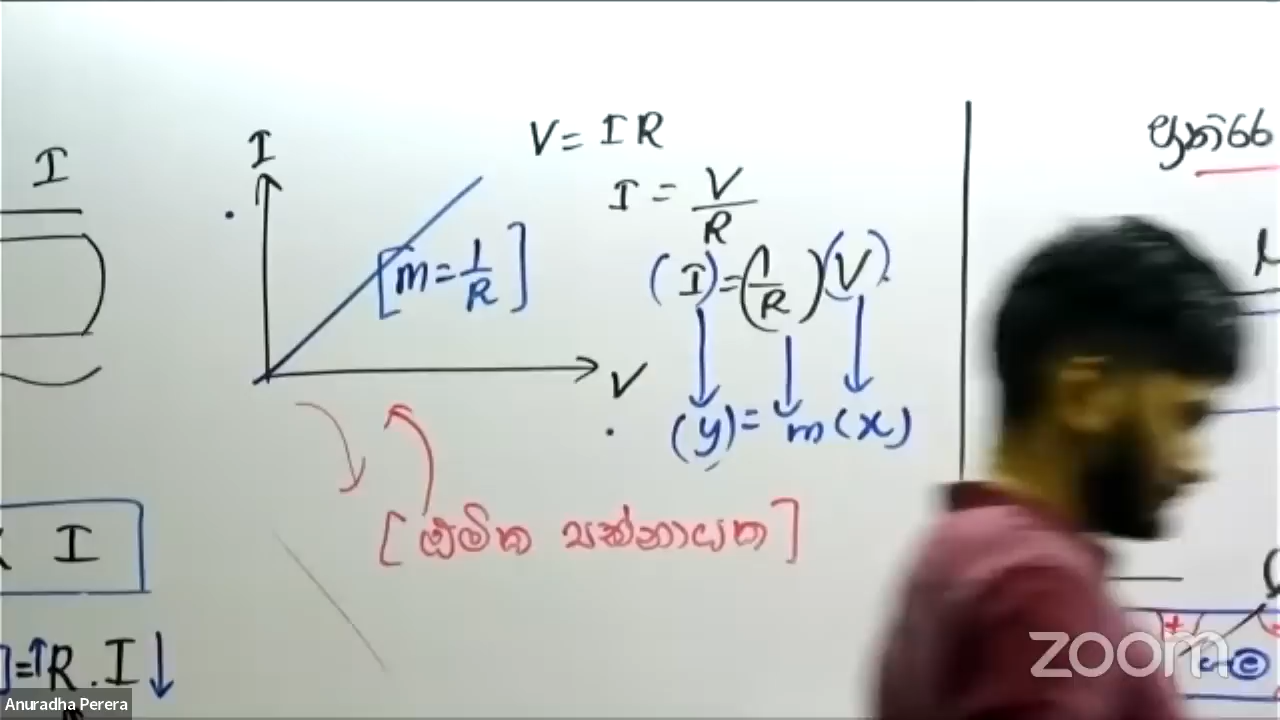 I
I
V = IR
I = V/R
[m = 1/R]
(I) = (1/R)(V)
V
(y) = m(x)
[ඕමික සන්නායක]
I
=↑R.I↓
+
e
zoom
Anuradha Perera